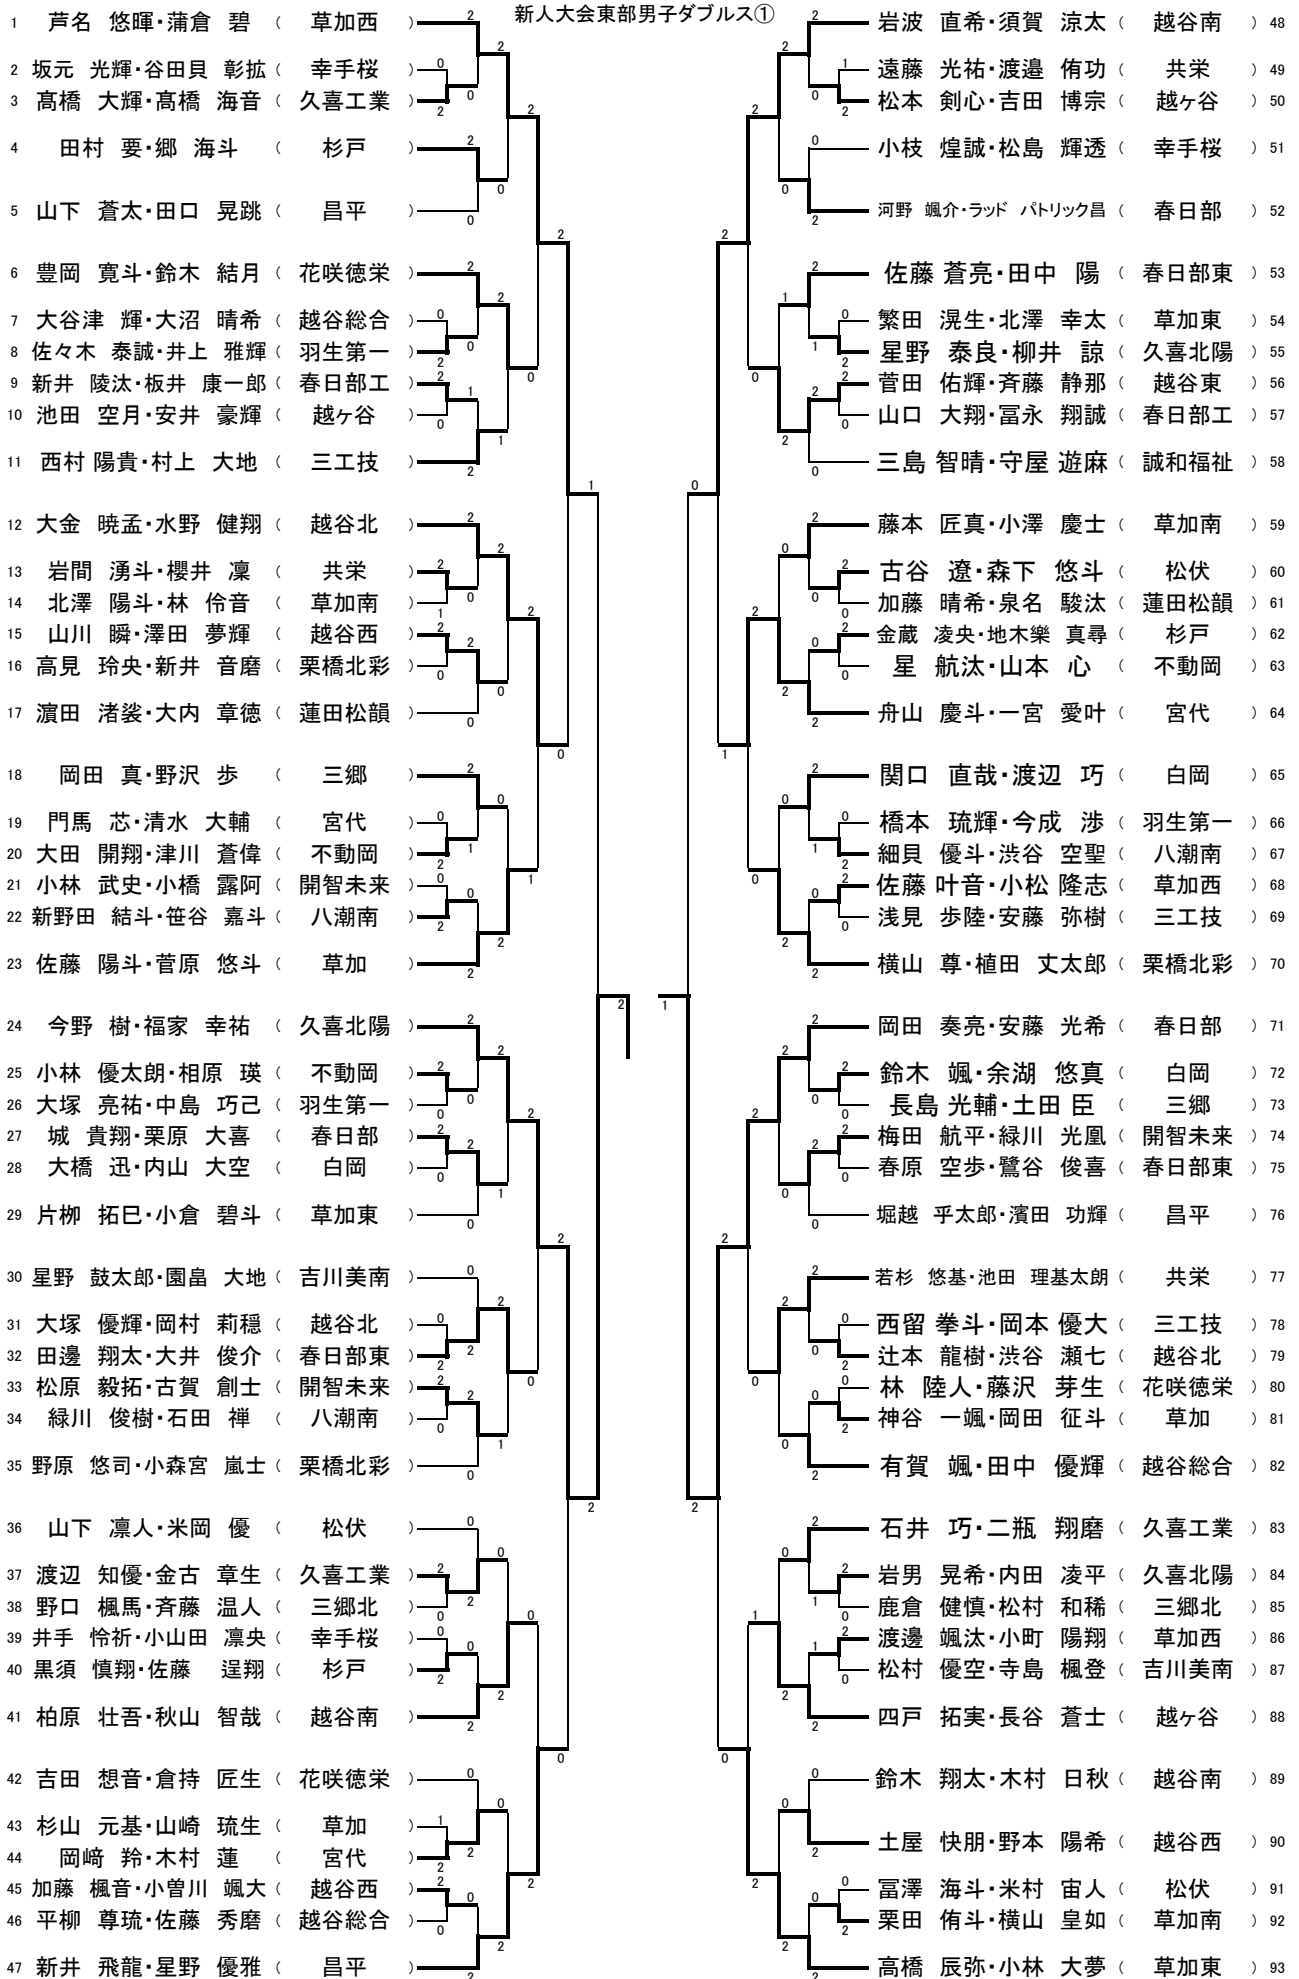 新人大会東部男子ダブルス①
1 芦名 悠暉・蒲倉 碧 ( 草加西 )
2 坂元 光輝・谷田貝 彰拡 ( 幸手桜 )
3 髙橋 大輝・髙橋 海音 ( 久喜工業 )
4 田村 要・郷 海斗 ( 杉戸 )
5 山下 蒼太・田口 晃跳 ( 昌平 )
6 豊岡 寛斗・鈴木 結月 ( 花咲徳栄 )
7 大谷津 輝・大沼 晴希 ( 越谷総合 )
8 佐々木 泰誠・井上 雅輝 ( 羽生第一 )
9 新井 陵汰・板井 康一郎 ( 春日部工 )
10 池田 空月・安井 豪輝 ( 越ヶ谷 )
11 西村 陽貴・村上 大地 ( 三工技 )
12 大金 暁孟・水野 健翔 ( 越谷北 )
13 岩間 湧斗・櫻井 凜 ( 共栄 )
14 北澤 陽斗・林 伶音 ( 草加南 )
15 山川 瞬・澤田 夢輝 ( 越谷西 )
16 高見 玲央・新井 音磨 ( 栗橋北彩 )
17 濵田 渚裟・大内 章徳 ( 蓮田松韻 )
18 岡田 真・野沢 歩 ( 三郷 )
19 門馬 芯・清水 大輔 ( 宮代 )
20 大田 開翔・津川 蒼偉 ( 不動岡 )
21 小林 武史・小橋 露阿 ( 開智未来 )
22 新野田 結斗・笹谷 嘉斗 ( 八潮南 )
23 佐藤 陽斗・菅原 悠斗 ( 草加 )
24 今野 樹・福家 幸祐 ( 久喜北陽 )
25 小林 優太朗・相原 瑛 ( 不動岡 )
26 大塚 亮祐・中島 巧己 ( 羽生第一 )
27 城 貴翔・栗原 大喜 ( 春日部 )
28 大橋 迅・内山 大空 ( 白岡 )
29 片栁 拓巳・小倉 碧斗 ( 草加東 )
30 星野 鼓太郎・園畠 大地 ( 吉川美南 )
31 大塚 優輝・岡村 莉穏 ( 越谷北 )
32 田邊 翔太・大井 俊介 ( 春日部東 )
33 松原 毅拓・古賀 創士 ( 開智未来 )
34 緑川 俊樹・石田 禅 ( 八潮南 )
35 野原 悠司・小森宮 嵐士 ( 栗橋北彩 )
36 山下 凛人・米岡 優 ( 松伏 )
37 渡辺 知優・金古 章生 ( 久喜工業 )
38 野口 楓馬・斉藤 温人 ( 三郷北 )
39 井手 怜祈・小山田 凛央 ( 幸手桜 )
40 黒須 慎翔・佐藤 逞翔 ( 杉戸 )
41 柏原 壮吾・秋山 智哉 ( 越谷南 )
42 吉田 想音・倉持 匠生 ( 花咲徳栄 )
43 杉山 元基・山崎 琉生 ( 草加 )
44 岡﨑 羚・木村 蓮 ( 宮代 )
45 加藤 楓音・小曽川 颯大 ( 越谷西 )
46 平柳 尊琉・佐藤 秀磨 ( 越谷総合 )
47 新井 飛龍・星野 優雅 ( 昌平 )
岩波 直希・須賀 涼太 ( 越谷南 ) 48
遠藤 光祐・渡邉 侑功 ( 共栄 ) 49
松本 剣心・吉田 博宗 ( 越ヶ谷 ) 50
小枝 煌誠・松島 輝透 ( 幸手桜 ) 51
河野 颯介・ラッド パトリック昌 ( 春日部 ) 52
佐藤 蒼亮・田中 陽 ( 春日部東 ) 53
繁田 滉生・北澤 幸太 ( 草加東 ) 54
星野 泰良・柳井 諒 ( 久喜北陽 ) 55
菅田 佑輝・斉藤 静那 ( 越谷東 ) 56
山口 大翔・冨永 翔誠 ( 春日部工 ) 57
三島 智晴・守屋 遊麻 ( 誠和福祉 ) 58
藤本 匠真・小澤 慶士 ( 草加南 ) 59
古谷 遼・森下 悠斗 ( 松伏 ) 60
加藤 晴希・泉名 駿汰 ( 蓮田松韻 ) 61
金蔵 凌央・地木樂 真尋 ( 杉戸 ) 62
星 航汰・山本 心 ( 不動岡 ) 63
舟山 慶斗・一宮 愛叶 ( 宮代 ) 64
関口 直哉・渡辺 巧 ( 白岡 ) 65
橋本 琉輝・今成 渉 ( 羽生第一 ) 66
細貝 優斗・渋谷 空聖 ( 八潮南 ) 67
佐藤 叶音・小松 隆志 ( 草加西 ) 68
浅見 歩陸・安藤 弥樹 ( 三工技 ) 69
横山 尊・植田 丈太郎 ( 栗橋北彩 ) 70
岡田 奏亮・安藤 光希 ( 春日部 ) 71
鈴木 颯・余湖 悠真 ( 白岡 ) 72
長島 光輔・土田 臣 ( 三郷 ) 73
梅田 航平・緑川 光凰 ( 開智未来 ) 74
春原 空歩・鷺谷 俊喜 ( 春日部東 ) 75
堀越 乎太郎・濱田 功輝 ( 昌平 ) 76
若杉 悠基・池田 理基太朗 ( 共栄 ) 77
西留 拳斗・岡本 優大 ( 三工技 ) 78
辻本 龍樹・渋谷 瀬七 ( 越谷北 ) 79
林 陸人・藤沢 芽生 ( 花咲徳栄 ) 80
神谷 一颯・岡田 征斗 ( 草加 ) 81
有賀 颯・田中 優輝 ( 越谷総合 ) 82
石井 巧・二瓶 翔磨 ( 久喜工業 ) 83
岩男 晃希・内田 凌平 ( 久喜北陽 ) 84
鹿倉 健慎・松村 和稀 ( 三郷北 ) 85
渡邊 颯汰・小町 陽翔 ( 草加西 ) 86
松村 優空・寺島 楓登 ( 吉川美南 ) 87
四戸 拓実・長谷 蒼士 ( 越ヶ谷 ) 88
鈴木 翔太・木村 日秋 ( 越谷南 ) 89
土屋 快朋・野本 陽希 ( 越谷西 ) 90
冨澤 海斗・米村 宙人 ( 松伏 ) 91
栗田 侑斗・横山 皇如 ( 草加南 ) 92
高橋 辰弥・小林 大夢 ( 草加東 ) 93